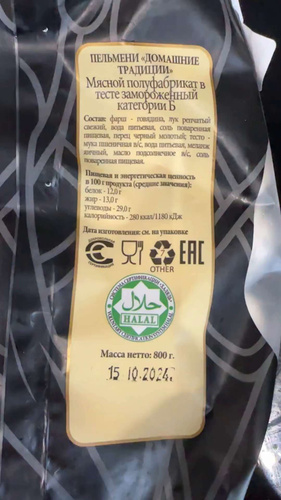 ПЕЛЬМЕНИ «ДОМАШНИЕ
ТРАДИЦИИ»
Мясной полуфабрикат в
тесте замороженный
категории Б
Состав: фарш - говядина, лук репчатый
свежий, вода питьевая, соль поваренная
пищевая, перец черный молотый; тесто -
мука пшеничная в/с, вода питьевая, меланж
яичный, масло подсолнечное в/с, соль
поваренная пищевая.
Пищевая и энергетическая ценность
в 100 г продукта (средние значения):
белок - 12,0 г
жир - 13,0 г
углеводы - 29,0 г
калорийность - 280 ккал/1180 кДж
Дата изготовления: см. на упаковке
7
EAC
OTHER
حلال
HALAL
Масса нетто: 800 г.
15 10.2024